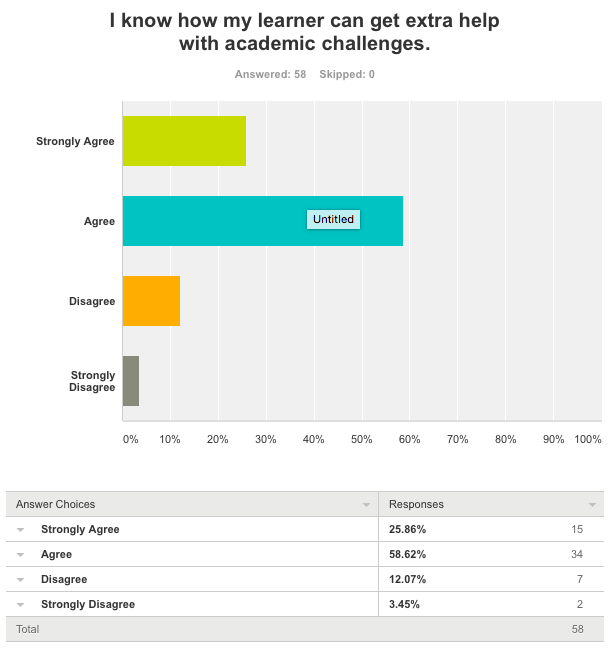 I know how my learner can get extra help
with academic challenges.
Answered: 58 Skipped: 0
Strongly Agree
Agree
Untitled
Disagree
Strongly
Disagree
0% 10% 20% 30% 40% 50% 60% 70% 80% 90% 100%
Answer Choices Responses
Strongly Agree 25.86% 15
Agree 58.62% 34
Disagree 12.07% 7
Strongly Disagree 3.45% 2
Total 58